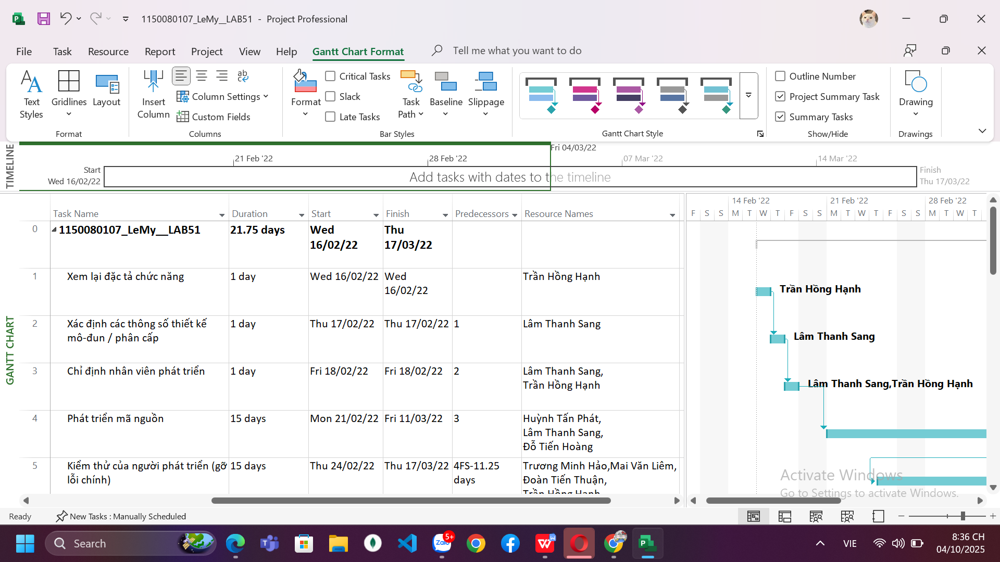 1150080107_LeMy__LAB51 - Project Professional
File Task Resource Report Project View Help Gantt Chart Format Tell me what you want to do
Text Styles
Gridlines
Layout
Format
Insert Column
Column Settings
Custom Fields
Columns
Format
Critical Tasks
Slack
Late Tasks
Task Path
Baseline
Slippage
Bar Styles
Gantt Chart Style
Outline Number
Project Summary Task
Summary Tasks
Show/Hide
Drawing
Drawings
TIMELINE
Fri 04/03/22
21 Feb '22 28 Feb '22 07 Mar '22 14 Mar '22
Start
Wed 16/02/22
Add tasks with dates to the timeline
Finish
Thu 17/03/22
GANTT CHART
Task Name Duration Start Finish Predecessors Resource Names
14 Feb '22 21 Feb '22 28 Feb '22
F S S M T W T F S S M T W T F S S M T W T
0 1150080107_LeMy__LAB51 21.75 days Wed 16/02/22 Thu 17/03/22
1 Xem lại đặc tả chức năng 1 day Wed 16/02/22 Wed 16/02/22 Trần Hồng Hạnh
Trần Hồng Hạnh
2 Xác định các thông số thiết kế mô-đun / phân cấp 1 day Thu 17/02/22 Thu 17/02/22 1 Lâm Thanh Sang
Lâm Thanh Sang
3 Chỉ định nhân viên phát triển 1 day Fri 18/02/22 Fri 18/02/22 2 Lâm Thanh Sang, Trần Hồng Hạnh
Lâm Thanh Sang,Trần Hồng Hạnh
4 Phát triển mã nguồn 15 days Mon 21/02/22 Fri 11/03/22 3 Huỳnh Tấn Phát, Lâm Thanh Sang, Đỗ Tiến Hoàng
5 Kiểm thử của người phát triển (gỡ lỗi chính) 15 days Thu 24/02/22 Thu 17/03/22 4FS-11.25 days Trương Minh Hảo,Mai Văn Liêm, Đoàn Tiến Thuận, Trần Hồng Hạnh
Activate Windows
Go to Settings to activate Windows.
Ready New Tasks : Manually Scheduled
Search
5+
Zalo
VIE
8:36 CH
04/10/2025